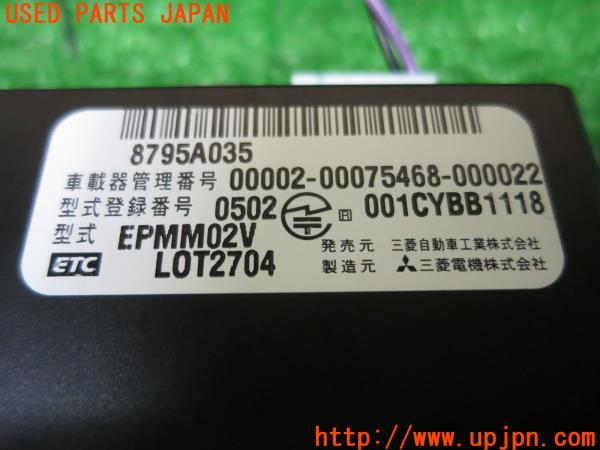 USED PARTS JAPAN
8795A035
車載器管理番号 00002-00075468-000022
型式登録番号 0502 R 001CYBB1118
型式 EPMM02V 発売元 三菱自動車工業株式会社
ETC LOT2704 製造元 三菱電機株式会社
UPJ http://www.upjpn.com/